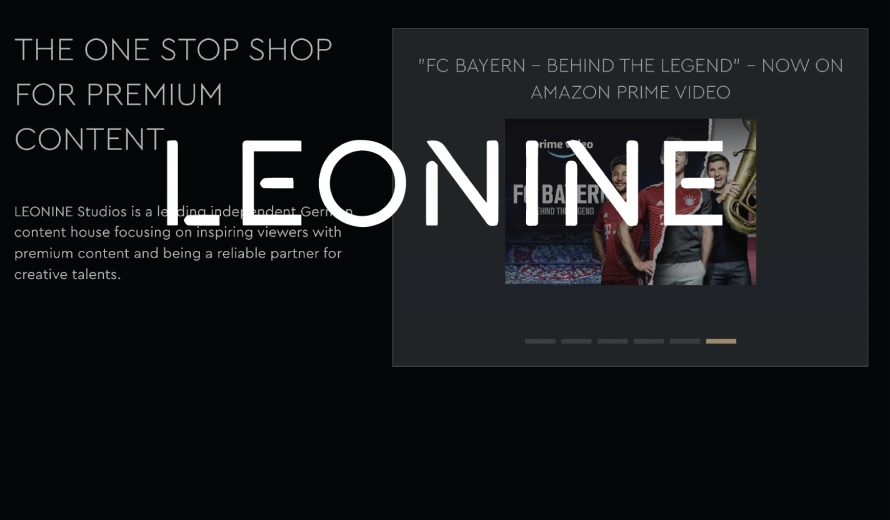 THE ONE STOP SHOP
FOR PREMIUM
CONTENT
LEONINE
LEONINE Studios is a leading independent German
content house focusing on inspiring viewers with
premium content and being a reliable partner for
creative talents.
"FC BAYERN – BEHIND THE LEGEND" – NOW ON
AMAZON PRIME VIDEO
prime video
FC BAYERN
BEHIND THE LEGEND